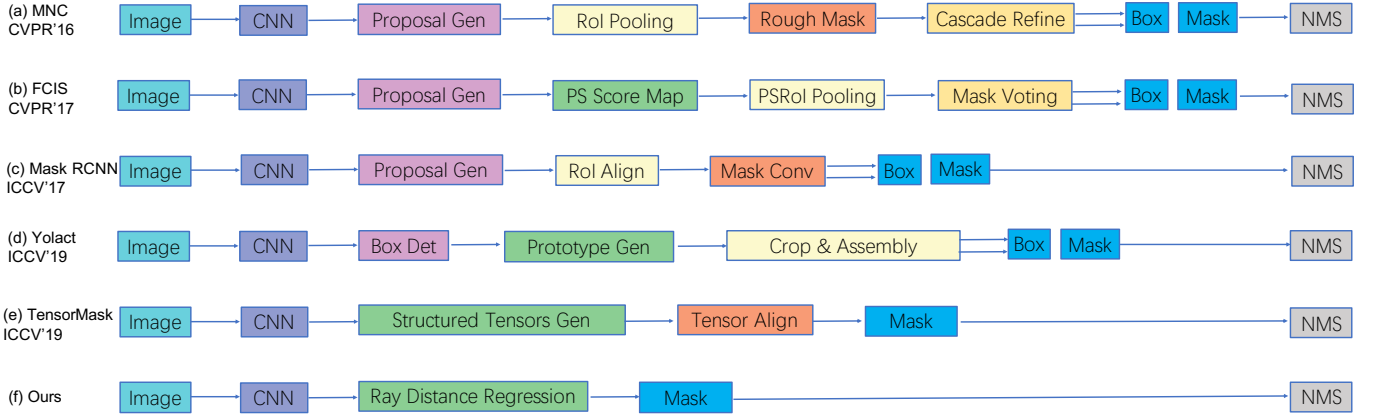 (a) MNC
CVPR'16
Image CNN Proposal Gen RoI Pooling Rough Mask Cascade Refine Box Mask NMS
(b) FCIS
CVPR'17
Image CNN Proposal Gen PS Score Map PSRoI Pooling Mask Voting Box Mask NMS
(c) Mask RCNN
ICCV'17
Image CNN Proposal Gen RoI Align Mask Conv Box Mask NMS
(d) Yolact
ICCV'19
Image CNN Box Det Prototype Gen Crop & Assembly Box Mask NMS
(e) TensorMask
ICCV'19
Image CNN Structured Tensors Gen Tensor Align Mask NMS
(f) Ours
Image CNN Ray Distance Regression Mask NMS